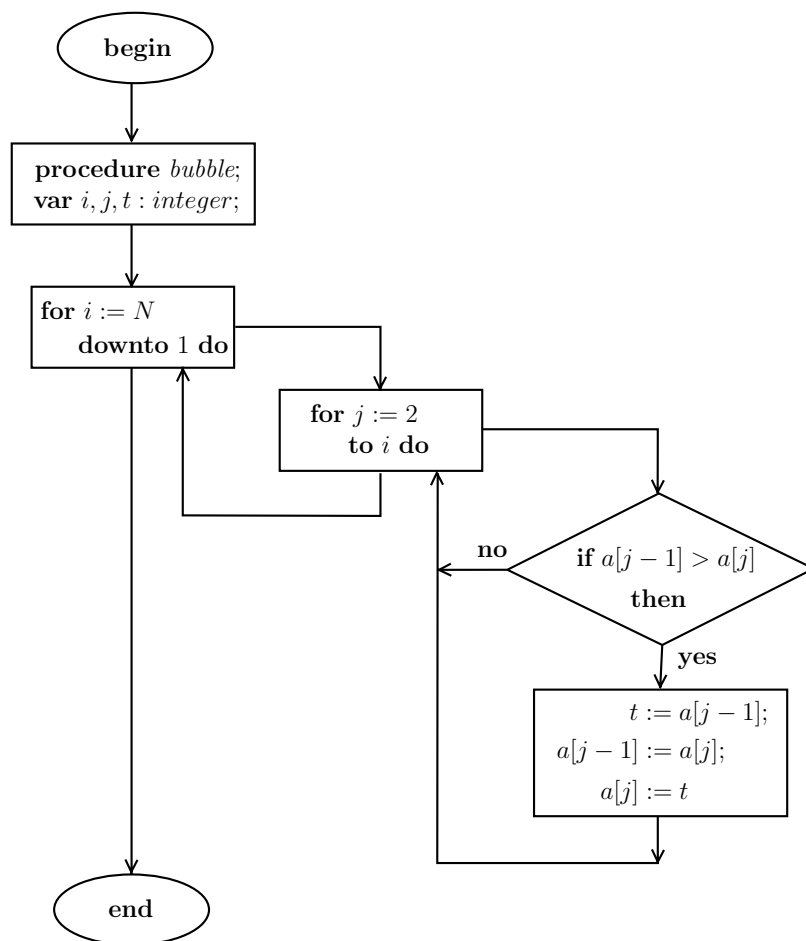 begin
procedure bubble;
var i, j, t : integer;
for i := N
downto 1 do
for j := 2
to i do
no
if a[j − 1] > a[j]
then
yes
t := a[j − 1];
a[j − 1] := a[j];
a[j] := t
end